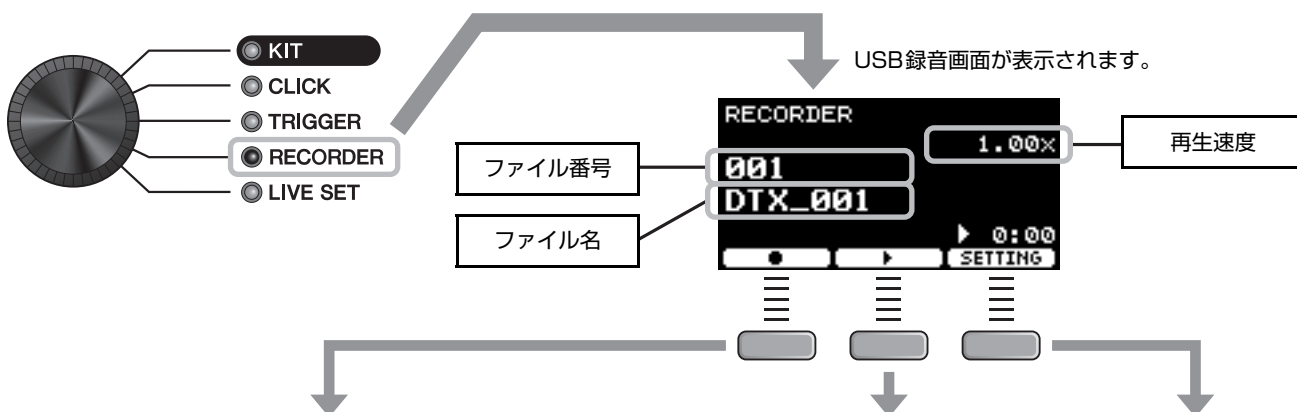 KIT
CLICK
TRIGGER
RECORDER
LIVE SET
USB録音画面が表示されます。
RECORDER
1.00x
001
DTX_001
0:00
SETTING
ファイル番号
ファイル名
再生速度